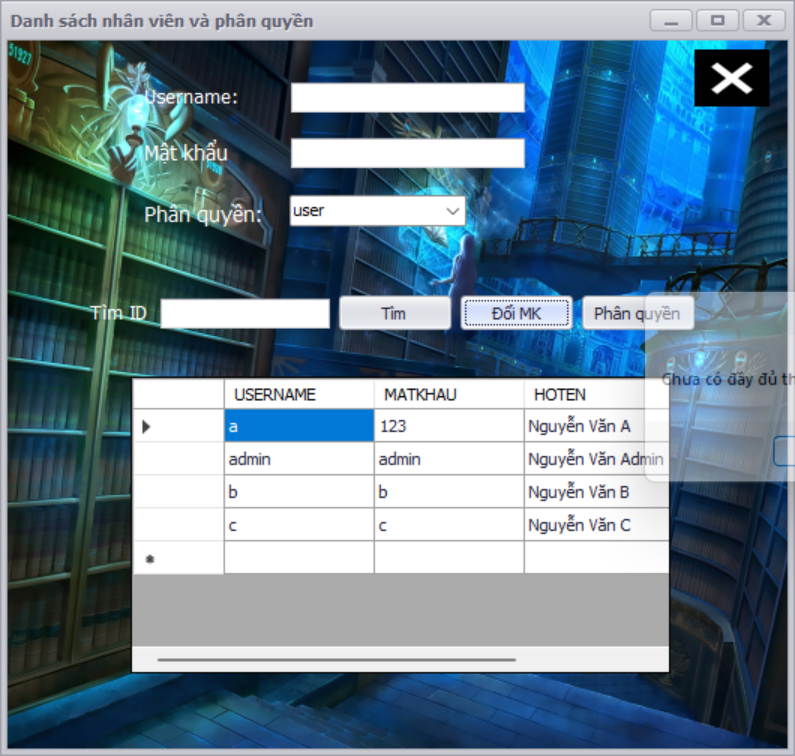 Danh sách nhân viên và phân quyền
51927
Username:
Mật khẩu
Phân quyền: user
Tìm ID Tìm Đổi MK Phân quyền
Chưa có đầy đủ th
USERNAME MATKHAU HOTEN
a 123 Nguyễn Văn A
admin admin Nguyễn Văn Admin
b b Nguyễn Văn B
c c Nguyễn Văn C